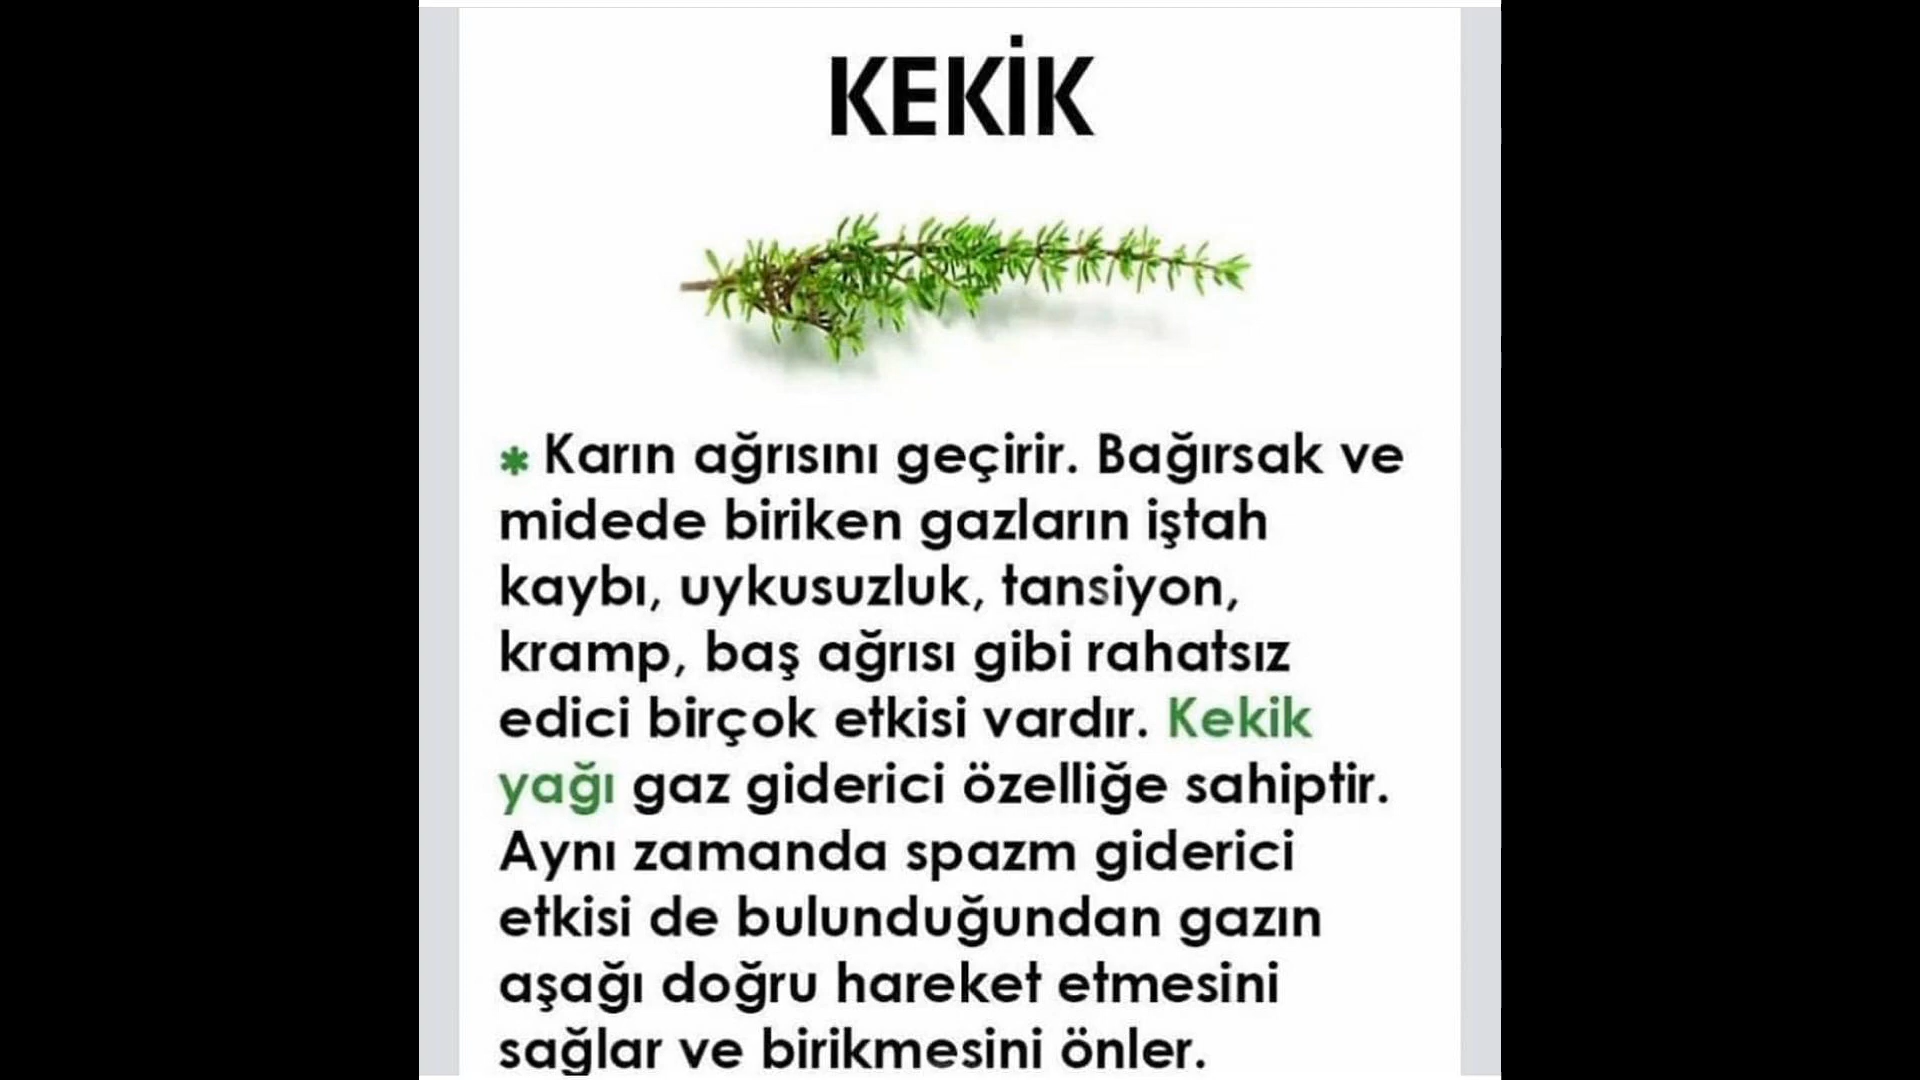 KEKİK
* Karın ağrısını geçirir. Bağırsak ve
midede biriken gazların iştah
kaybı, uykusuzluk, tansiyon,
kramp, baş ağrısı gibi rahatsız
edici birçok etkisi vardır. Kekik
yağı gaz giderici özelliğe sahiptir.
Aynı zamanda spazm giderici
etkisi de bulunduğundan gazın
aşağı doğru hareket etmesini
sağlar ve birikmesini önler.